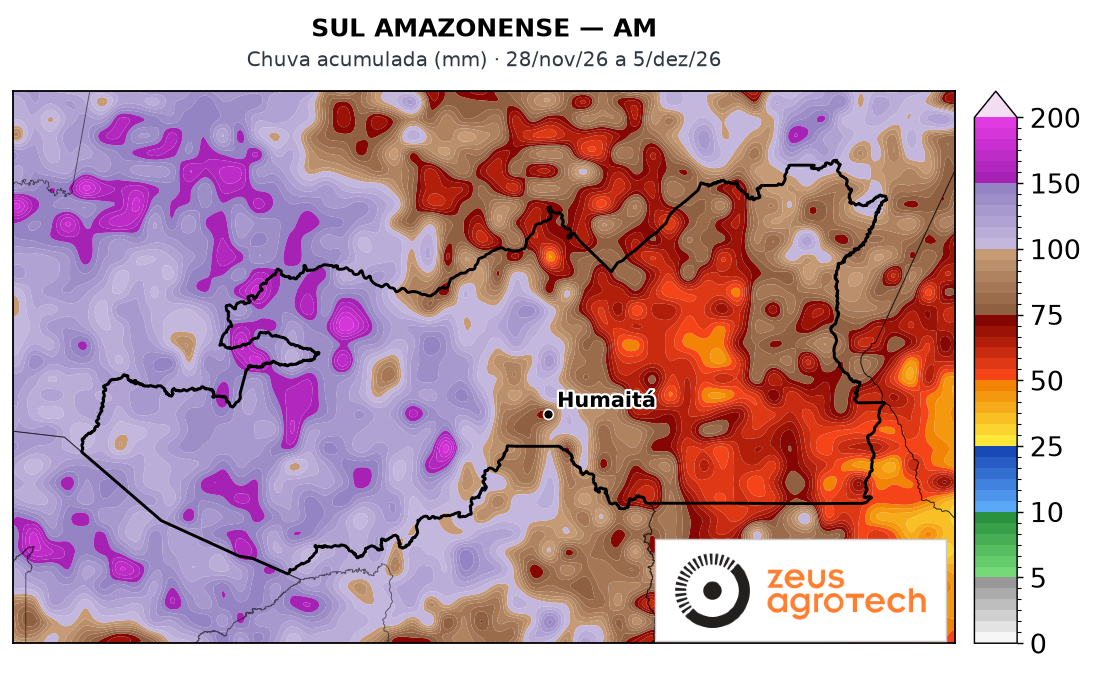 SUL AMAZONENSE — AM
Chuva acumulada (mm) · 28/nov/26 a 5/dez/26
200
150
100
75
50
25
10
5
0
Humaitá
zeus
agrotech